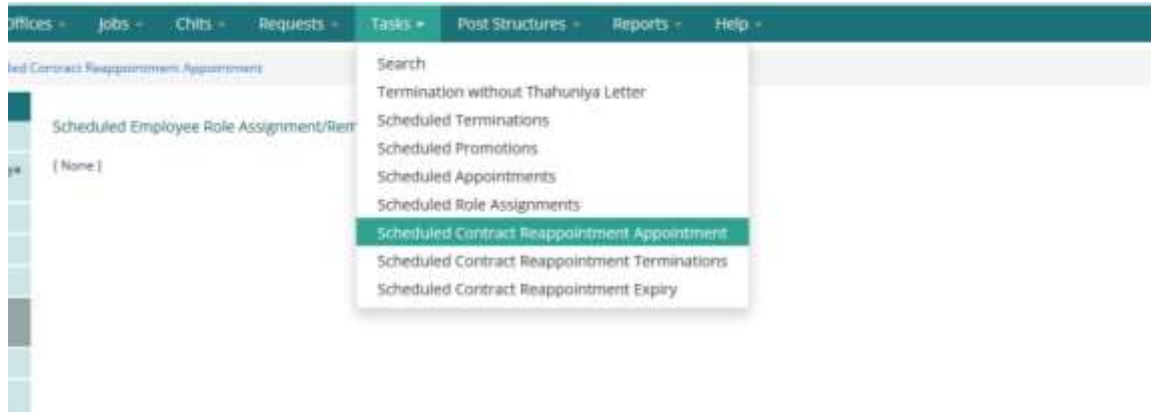 Offices Jobs Chits Requests Tasks Post Structures Reports Help
Contract Reappointment Appointment
Search
Termination without Thahuniya Letter
Scheduled Employee Role Assignment/Rem
Scheduled Terminations
Scheduled Promotions
[ None ]
Scheduled Appointments
Scheduled Role Assignments
Scheduled Contract Reappointment Appointment
Scheduled Contract Reappointment Terminations
Scheduled Contract Reappointment Expiry